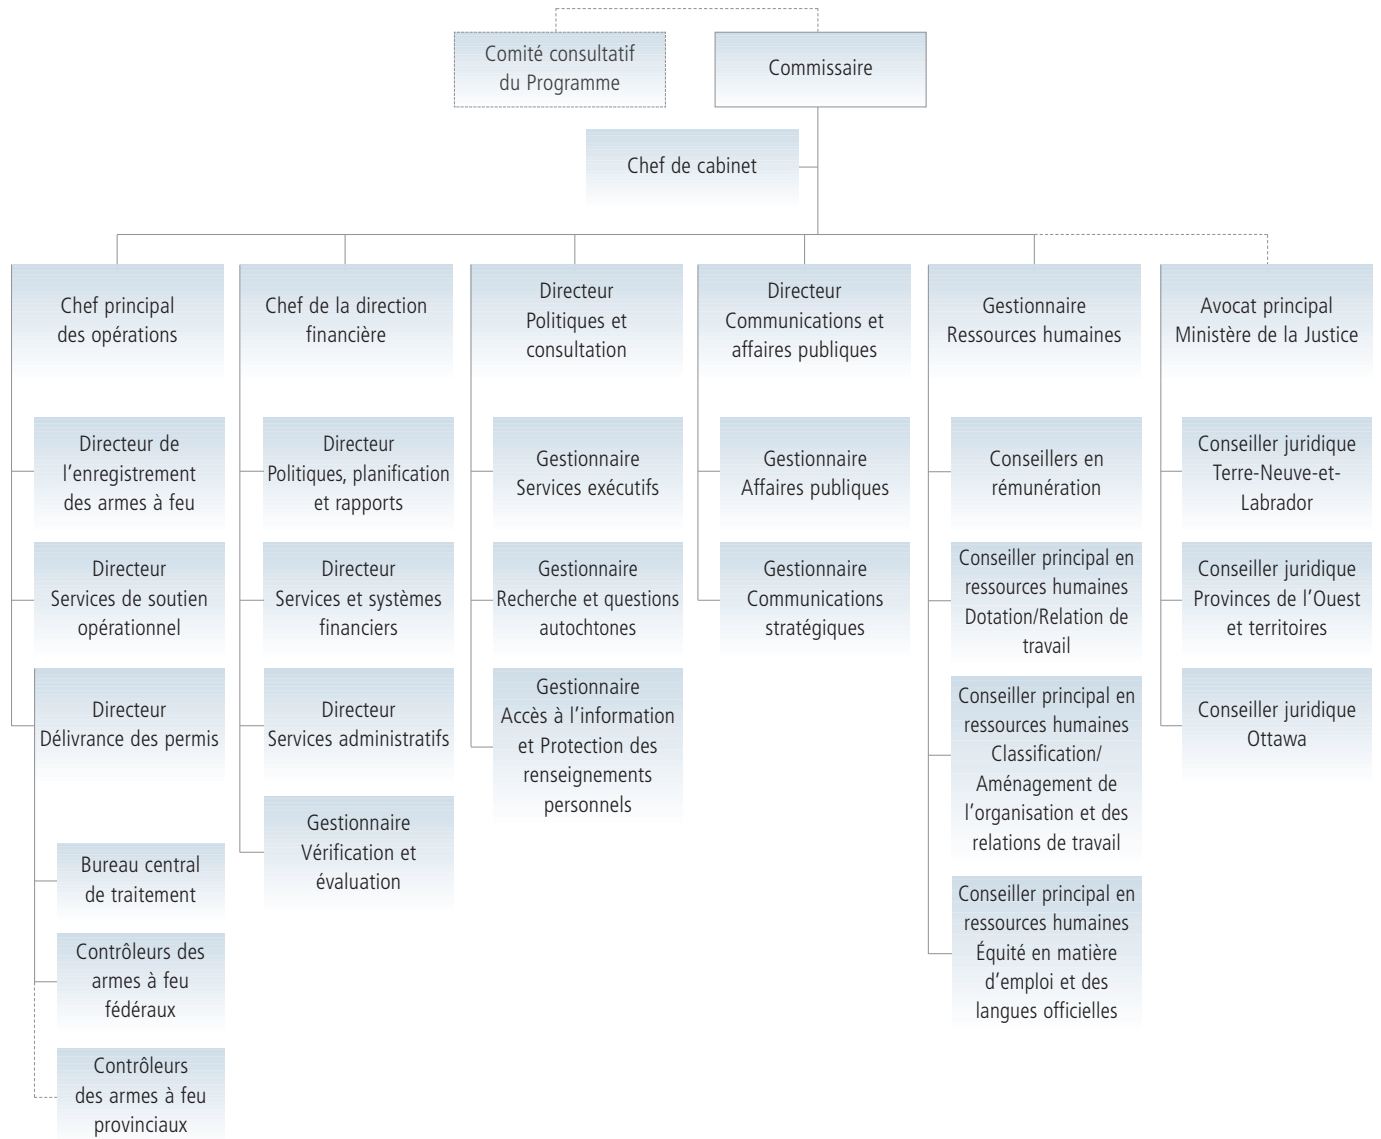 Comité consultatif
du Programme
Commissaire
Chef de cabinet
Chef principal
des opérations
Chef de la direction
financière
Directeur
Politiques et
consultation
Directeur
Communications et
affaires publiques
Gestionnaire
Ressources humaines
Avocat principal
Ministère de la Justice
Directeur de
l'enregistrement
des armes à feu
Directeur
Services de soutien
opérationnel
Directeur
Délivrance des permis
Bureau central
de traitement
Contrôleurs des
armes à feu
fédéraux
Contrôleurs
des armes à feu
provinciaux
Directeur
Politiques, planification
et rapports
Directeur
Services et systèmes
financiers
Directeur
Services administratifs
Gestionnaire
Vérification et
évaluation
Gestionnaire
Services exécutifs
Gestionnaire
Recherche et questions
autochtones
Gestionnaire
Accès à l'information
et Protection des
renseignements
personnels
Gestionnaire
Affaires publiques
Gestionnaire
Communications
stratégiques
Conseillers en
rémunération
Conseiller principal en
ressources humaines
Dotation/Relation de
travail
Conseiller principal en
ressources humaines
Classification/
Aménagement de
l'organisation et des
relations de travail
Conseiller principal en
ressources humaines
Équité en matière
d'emploi et des
langues officielles
Conseiller juridique
Terre-Neuve-et-
Labrador
Conseiller juridique
Provinces de l'Ouest
et territoires
Conseiller juridique
Ottawa